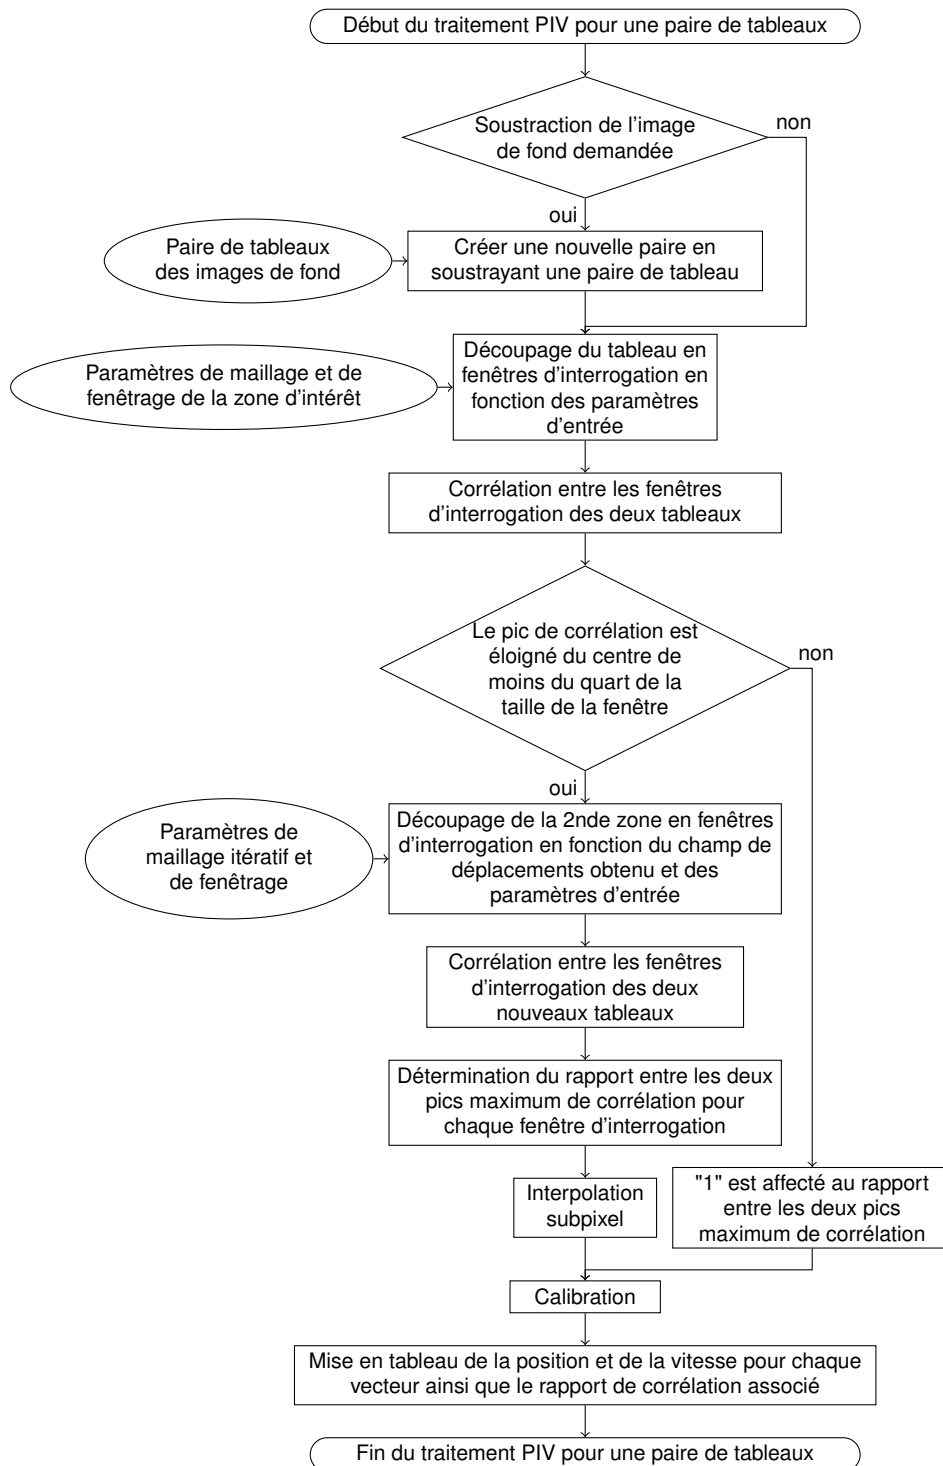 Début du traitement PIV pour une paire de tableaux
Soustraction de l'image
de fond demandée
non
oui
Paire de tableaux
des images de fond
Créer une nouvelle paire en
soustrayant une paire de tableau
Paramètres de maillage et de
fenêtrage de la zone d'intérêt
Découpage du tableau en
fenêtres d'interrogation en
fonction des paramètres
d'entrée
Corrélation entre les fenêtres
d'interrogation des deux tableaux
Le pic de corrélation est
éloigné du centre de
moins du quart de la
taille de la fenêtre
non
oui
Paramètres de
maillage itératif et
de fenêtrage
Découpage de la 2nde zone en fenêtres
d'interrogation en fonction du champ de
déplacements obtenu et des
paramètres d'entrée
Corrélation entre les fenêtres
d'interrogation des deux
nouveaux tableaux
Détermination du rapport entre les deux
pics maximum de corrélation pour
chaque fenêtre d'interrogation
Interpolation
subpixel
"1" est affecté au rapport
entre les deux pics
maximum de corrélation
Calibration
Mise en tableau de la position et de la vitesse pour chaque
vecteur ainsi que le rapport de corrélation associé
Fin du traitement PIV pour une paire de tableaux